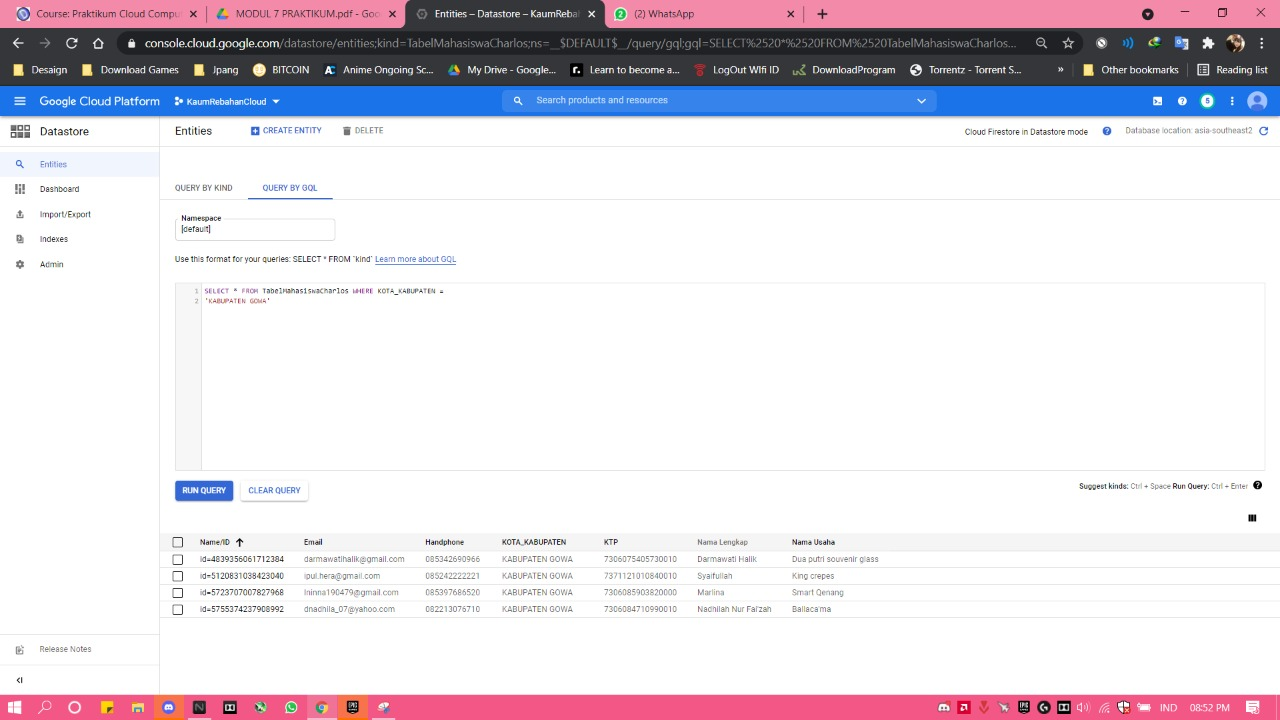 Course: Praktikum Cloud Comput
MODUL 7 PRAKTIKUM.pdf - Goo
Entities – Datastore – KaumReba
(2) WhatsApp
console.cloud.google.com/datastore/entities;kind=TabelMahasiswaCharlos;ns=__$DEFAULT$__/query/gql;gql=SELECT%2520*%2520FROM%2520TabelMahasiswaCharlos...
Desaign
Download Games
Jpang
BITCOIN
Anime Ongoing Sc...
My Drive - Google...
Learn to become a...
LogOut WIfi ID
DownloadProgram
Torrentz - Torrent S...
»
Other bookmarks
Reading list
Google Cloud Platform
KaumRebahanCloud
Search products and resources
5
Datastore
Entities
CREATE ENTITY
DELETE
Cloud Firestore in Datastore mode
Database location: asia-southeast2
Entities
Dashboard
Import/Export
Indexes
Admin
QUERY BY KIND
QUERY BY GQL
Namespace
[default]
Use this format for your queries: SELECT * FROM `kind` Learn more about GQL
1 SELECT * FROM TabelMahasiswaCharlos WHERE KOTA_KABUPATEN =
2 'KABUPATEN GOWA'
RUN QUERY
CLEAR QUERY
Suggest kinds: Ctrl + Space Run Query: Ctrl + Enter
Name/ID Email Handphone KOTA_KABUPATEN KTP Nama Lengkap Nama Usaha
id=4839356061712384 darmawatihalik@gmail.com 085342690966 KABUPATEN GOWA 7306075405730010 Darmawati Halik Dua putri souvenir glass
id=5120831038423040 ipul.hera@gmail.com 085242222221 KABUPATEN GOWA 7371121010840010 Syaifullah King crepes
id=5723707007827968 lninna190479@gmail.com 085397686520 KABUPATEN GOWA 7306085903820000 Marlina Smart Qenang
id=5755374237908992 dnadhila_07@yahoo.com 082213076710 KABUPATEN GOWA 7306084710990010 Nadhilah Nur Fai'zah Ballaca'ma
Release Notes
IND
08:52 PM